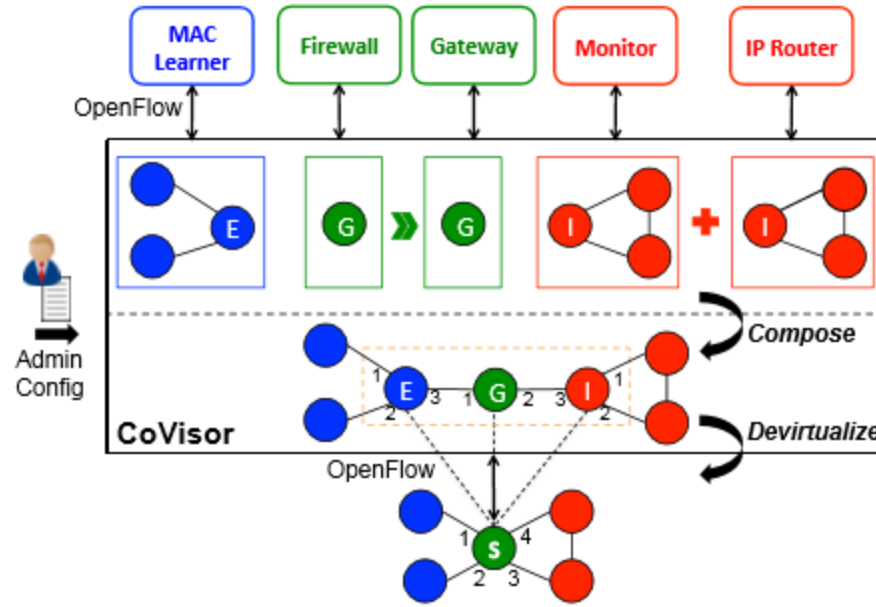 MAC
Learner
Firewall
Gateway
Monitor
IP Router
OpenFlow
E
G
G
I
I
Admin
Config
Compose
1
2
E
3
1
G
2
3
I
1
2
CoVisor
Devirtualize
OpenFlow
1
2
S
4
3